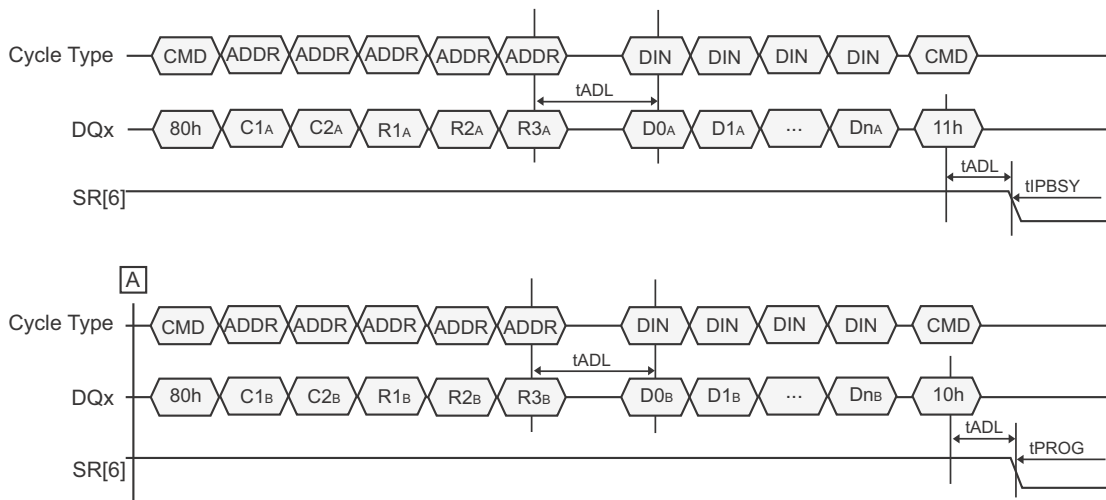 Cycle Type CMD ADDR ADDR ADDR ADDR ADDR DIN DIN DIN DIN CMD
tADL
DQx 80h C1A C2A R1A R2A R3A D0A D1A ... DnA 11h
tADL
SR[6] tIPBSY
A
Cycle Type CMD ADDR ADDR ADDR ADDR ADDR DIN DIN DIN DIN CMD
tADL
DQx 80h C1B C2B R1B R2B R3B D0B D1B ... DnB 10h
tADL
SR[6] tPROG